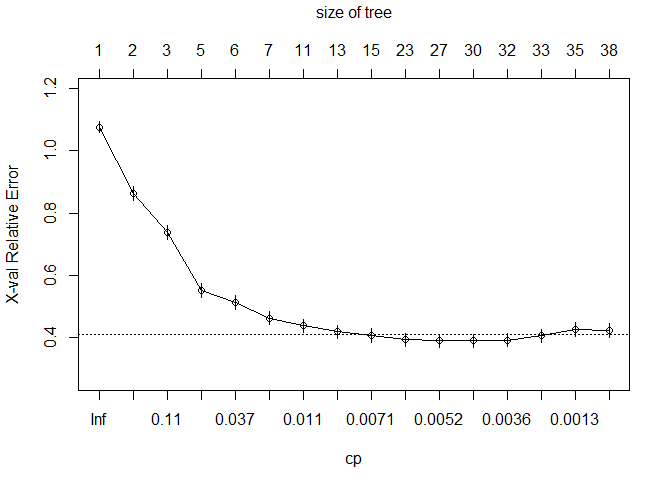 size of tree
1 2 3 5 6 7 11 13 15 23 27 30 32 33 35 38
X-val Relative Error
1.2
1.0
0.8
0.6
0.4
Inf 0.11 0.037 0.011 0.0071 0.0052 0.0036 0.0013
cp